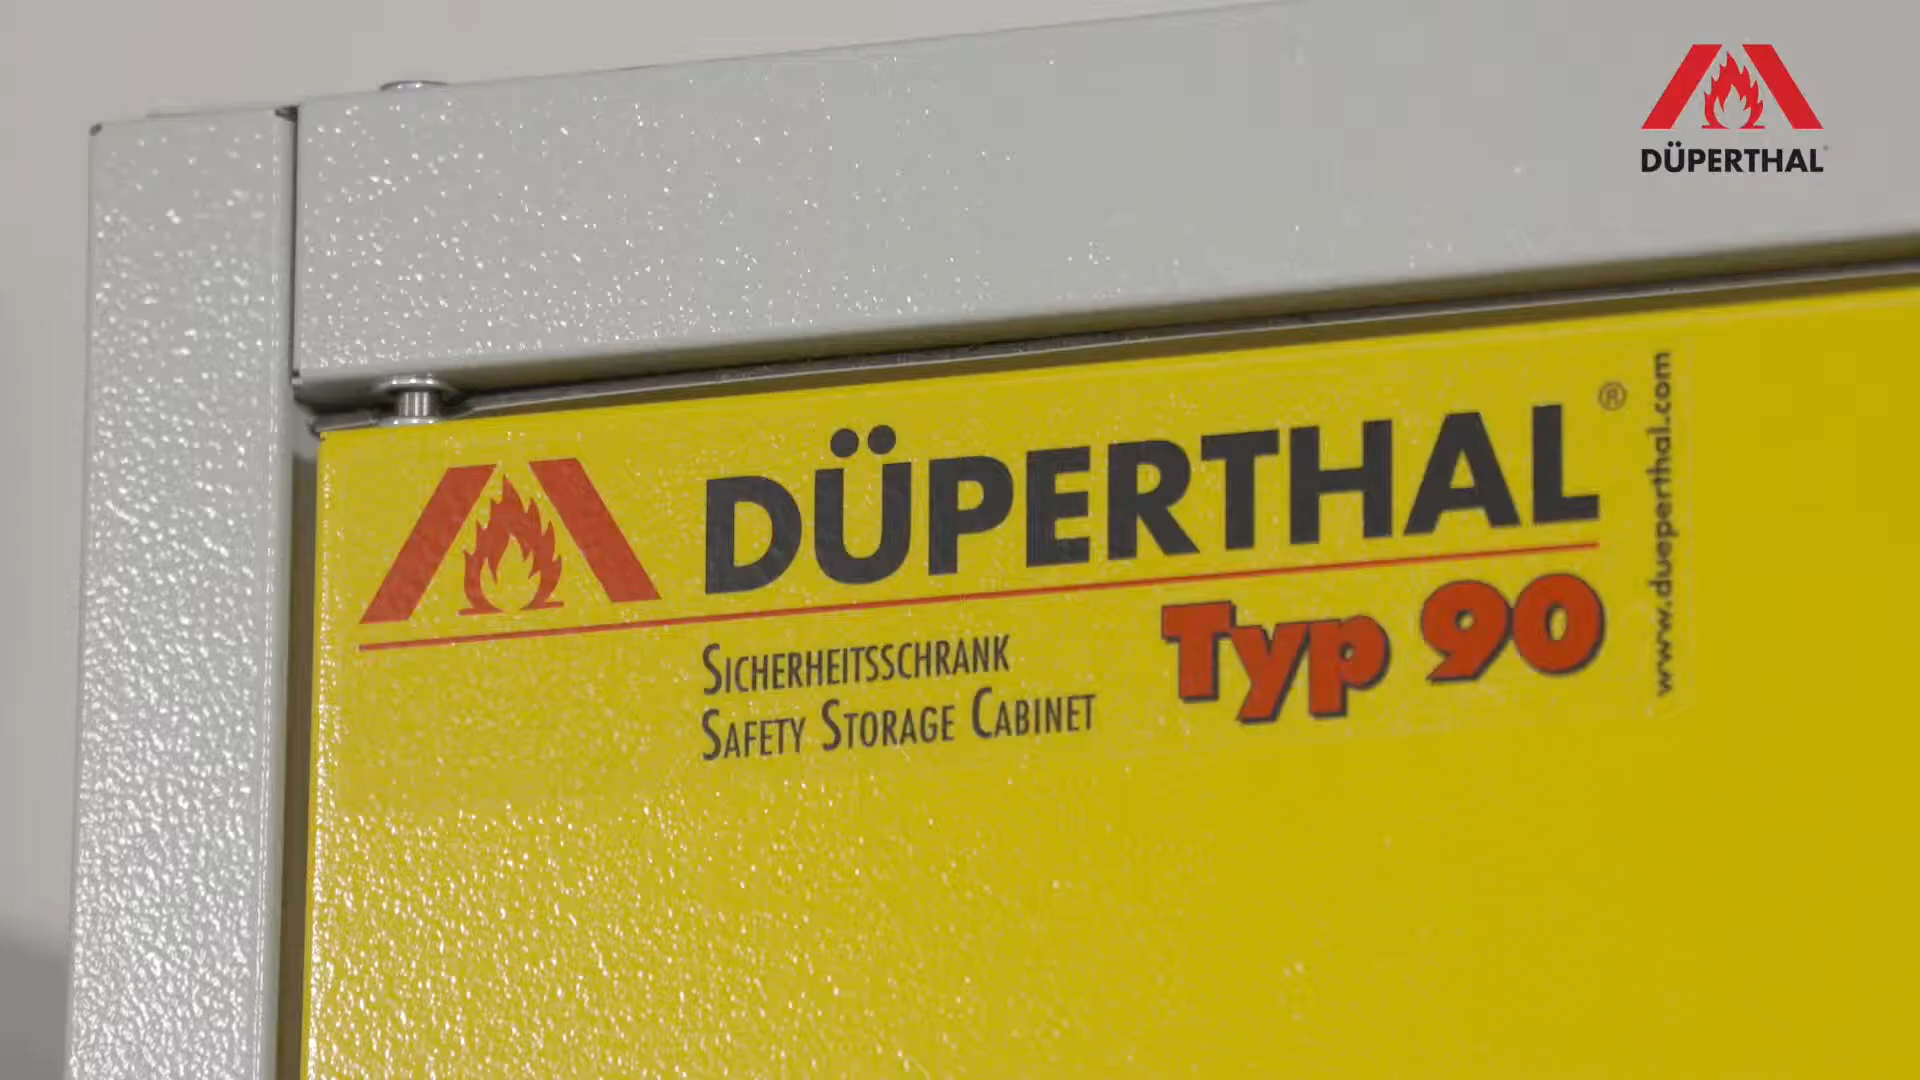 DÜPERTHAL
DÜPERTHAL®
www.dueperthal.com
SICHERHEITSSCHRANK
SAFETY STORAGE CABINET
Typ 90